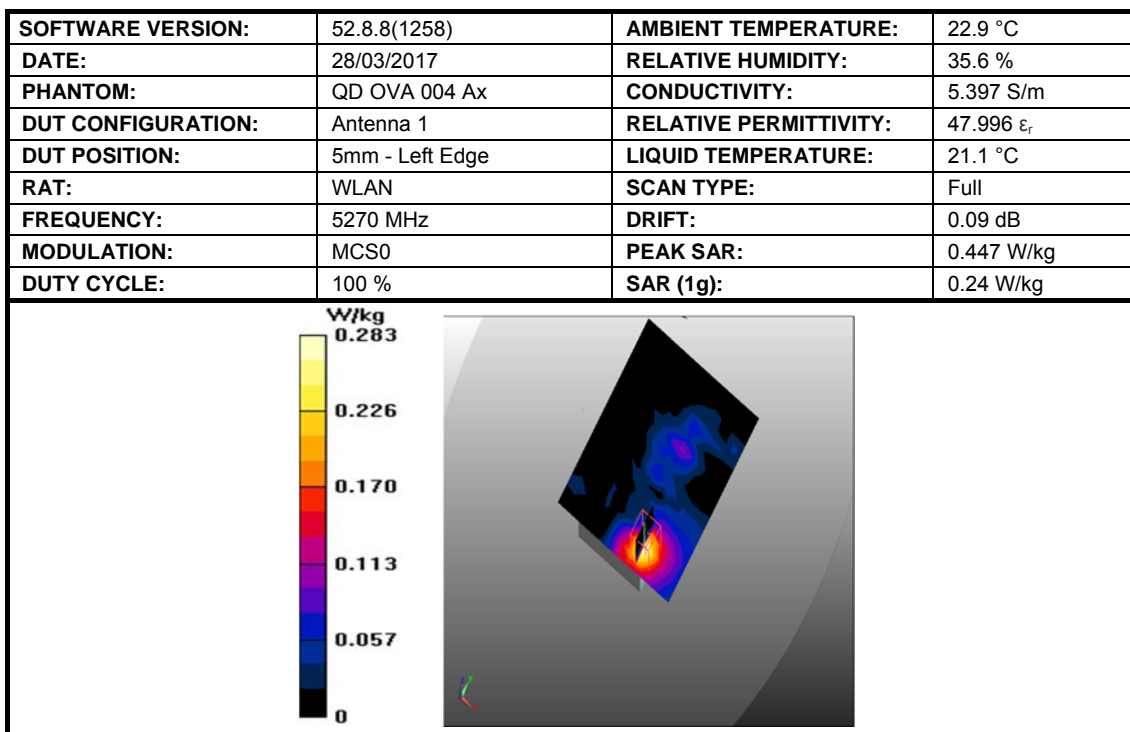 SOFTWARE VERSION: 52.8.8(1258) AMBIENT TEMPERATURE: 22.9 °C
DATE: 28/03/2017 RELATIVE HUMIDITY: 35.6 %
PHANTOM: QD OVA 004 Ax CONDUCTIVITY: 5.397 S/m
DUT CONFIGURATION: Antenna 1 RELATIVE PERMITTIVITY: 47.996 εr
DUT POSITION: 5mm - Left Edge LIQUID TEMPERATURE: 21.1 °C
RAT: WLAN SCAN TYPE: Full
FREQUENCY: 5270 MHz DRIFT: 0.09 dB
MODULATION: MCS0 PEAK SAR: 0.447 W/kg
DUTY CYCLE: 100 % SAR (1g): 0.24 W/kg
W/kg
0.283
0.226
0.170
0.113
0.057
0